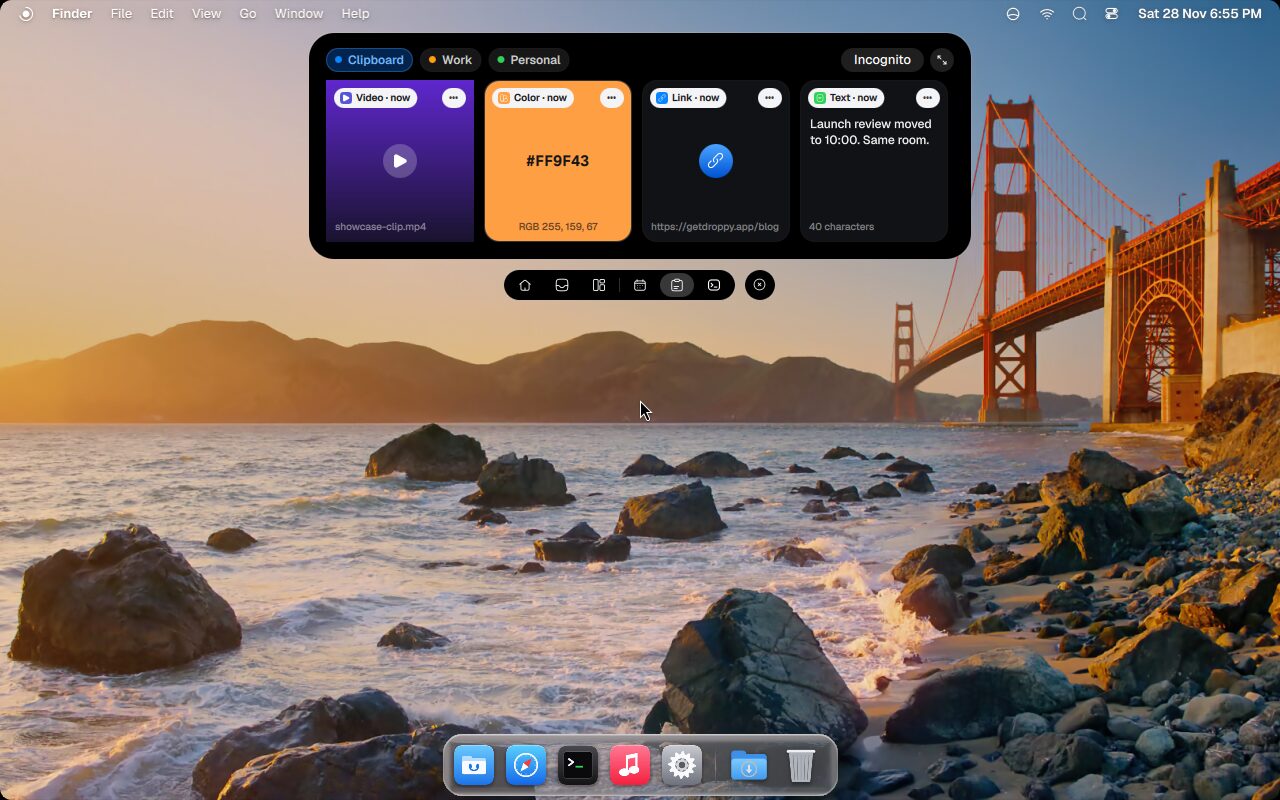 Finder File Edit View Go Window Help
Sat 28 Nov 6:55 PM
Clipboard Work Personal
Incognito
Video · now
showcase-clip.mp4
Color · now
#FF9F43
RGB 255, 159, 67
Link · now
https://getdroppy.app/blog
Text · now
Launch review moved
to 10:00. Same room.
40 characters